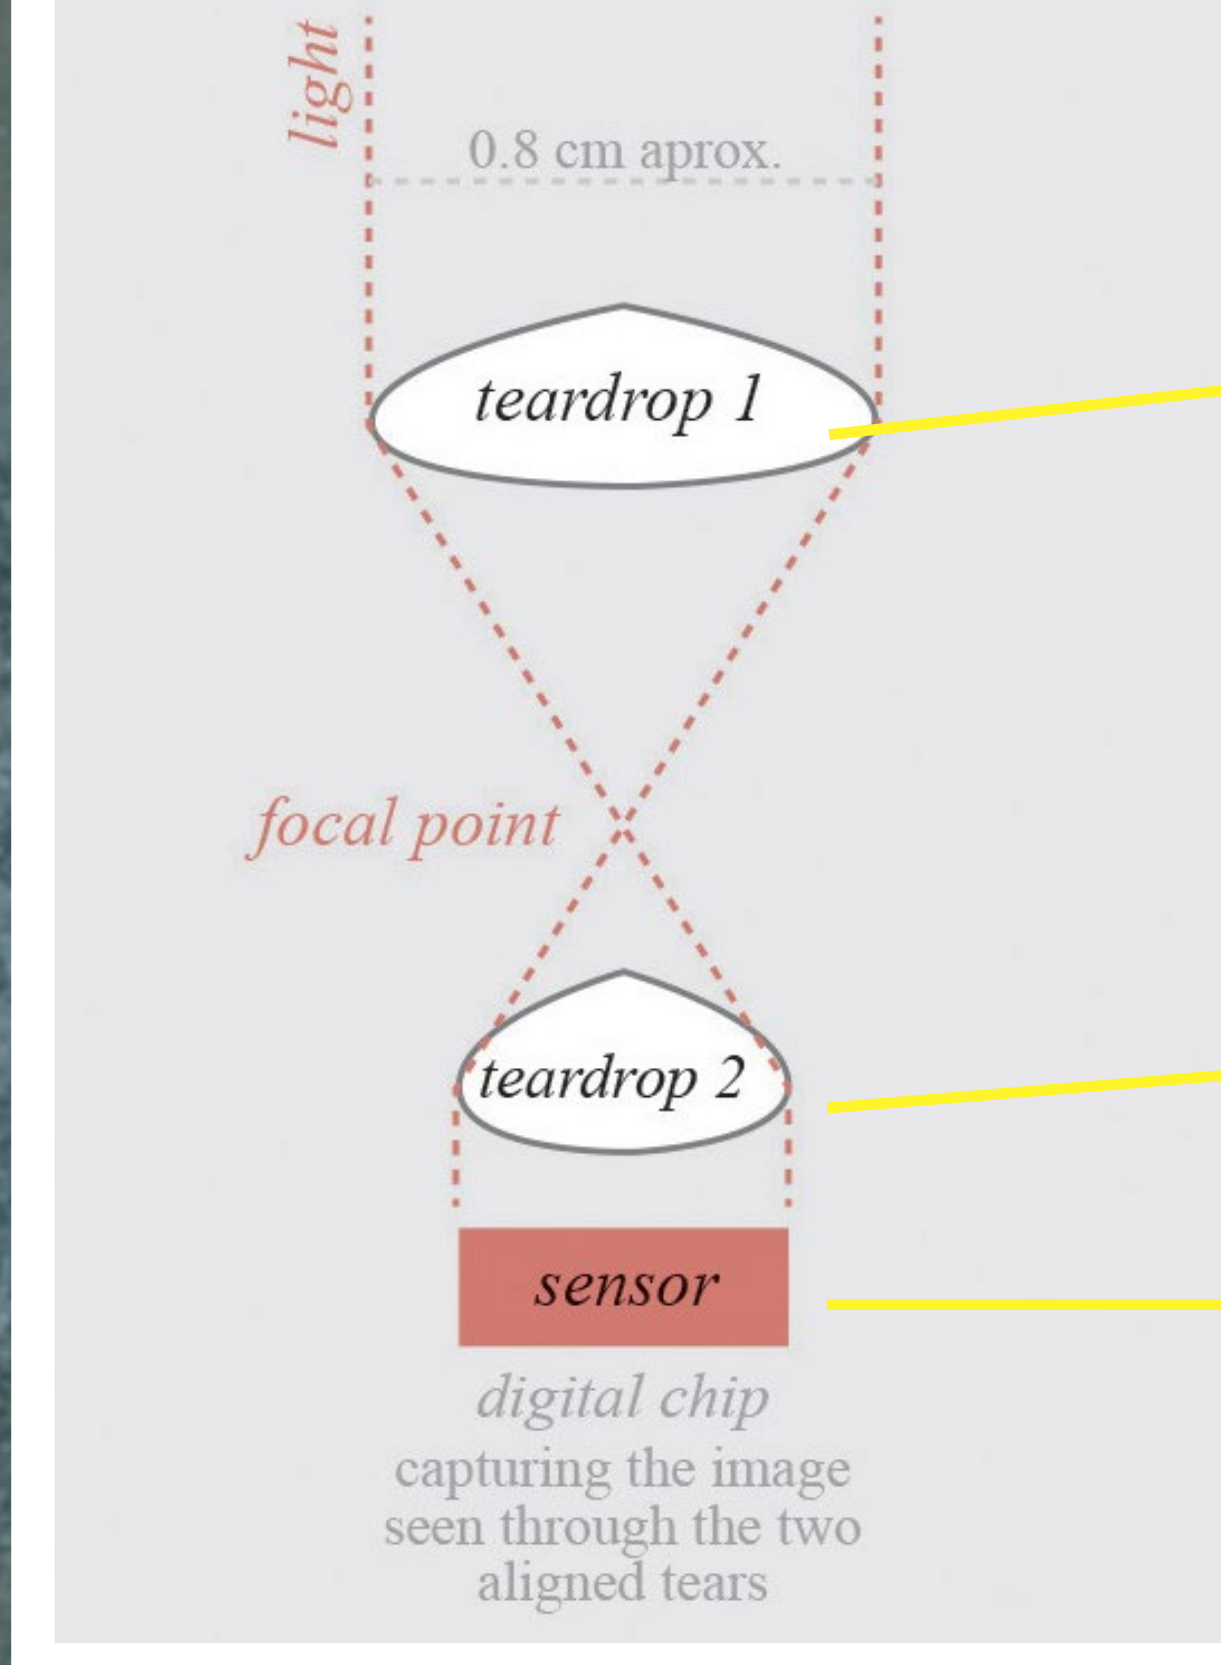 light
0.8 cm aprox.
teardrop 1
focal point
teardrop 2
sensor
digital chip
capturing the image
seen through the two
aligned tears